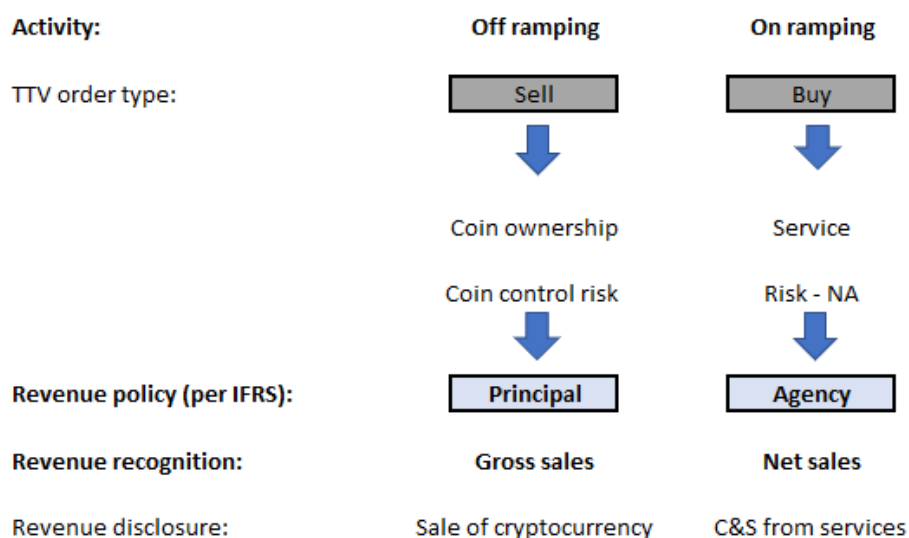 Activity: Off ramping On ramping
TTV order type: Sell Buy
Coin ownership Service
Coin control risk Risk - NA
Revenue policy (per IFRS): Principal Agency
Revenue recognition: Gross sales Net sales
Revenue disclosure: Sale of cryptocurrency C&S from services